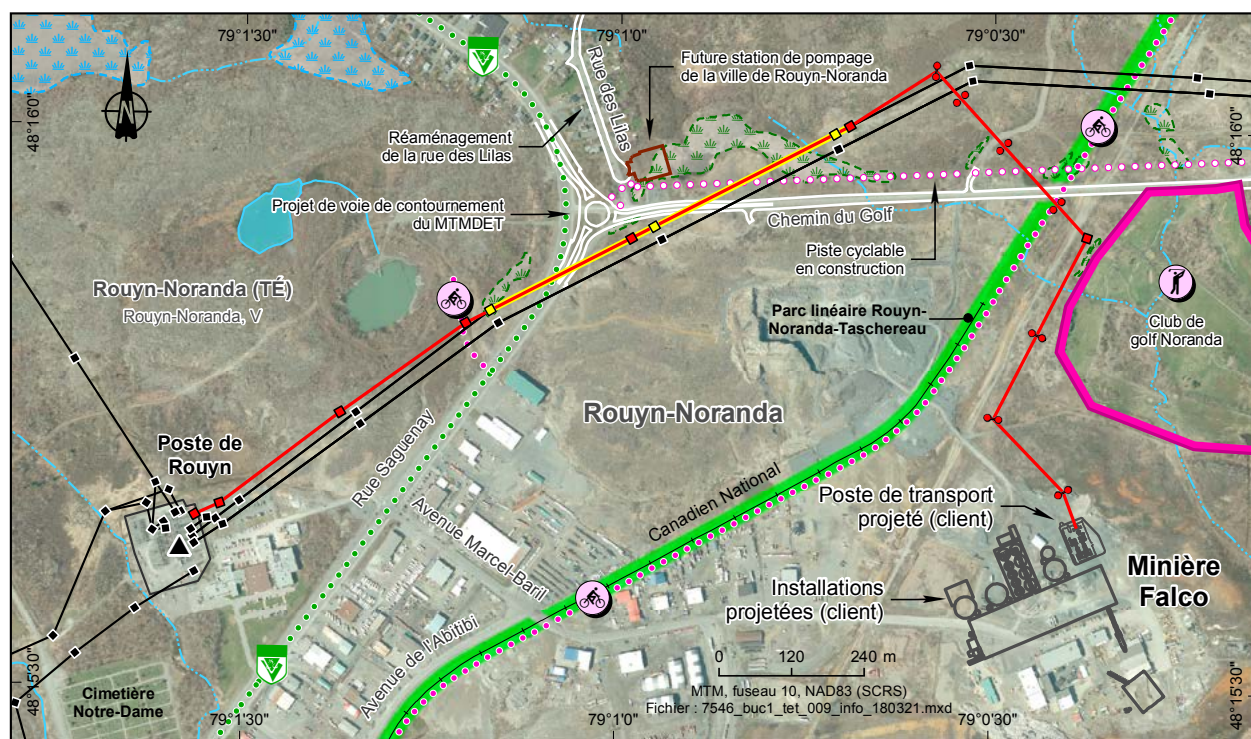 79°1'30"
79°1'0"
79°0'30"
48°16'0"
48°16'0"
Rue des Lilas
Future station de pompage
de la ville de Rouyn-Noranda
Réaménagement
de la rue des Lilas
N
Projet de voie de contournement
du MTMDET
Chemin du Golf
Piste cyclable
en construction
Rouyn-Noranda (TÉ)
Rouyn-Noranda, V
Parc linéaire Rouyn-
Noranda-Taschereau
Club de
golf Noranda
Rouyn-Noranda
Poste de
Rouyn
Rue Saguenay
Canadien National
Avenue Marcel-Baril
Poste de transport
projeté (client)
Minière
Falco
Installations
projetées (client)
Avenue de l'Abitibi
Cimetière
Notre-Dame
0 120 240 m
MTM, fuseau 10, NAD83 (SCRS)
Fichier : 7546_buc1_tet_009_info_180321.mxd
48°15'30"
48°15'30"
79°1'30"
79°1'0"
79°0'30"